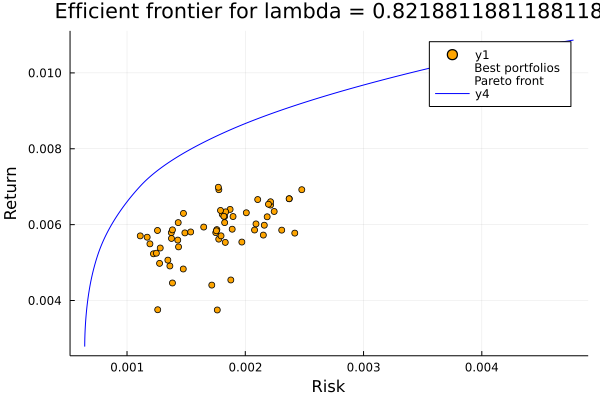 Efficient frontier for lambda = 0.8218811881188118
y1
Best portfolios
Pareto front
y4
Return
0.010
0.008
0.006
0.004
0.001
0.002
0.003
0.004
Risk